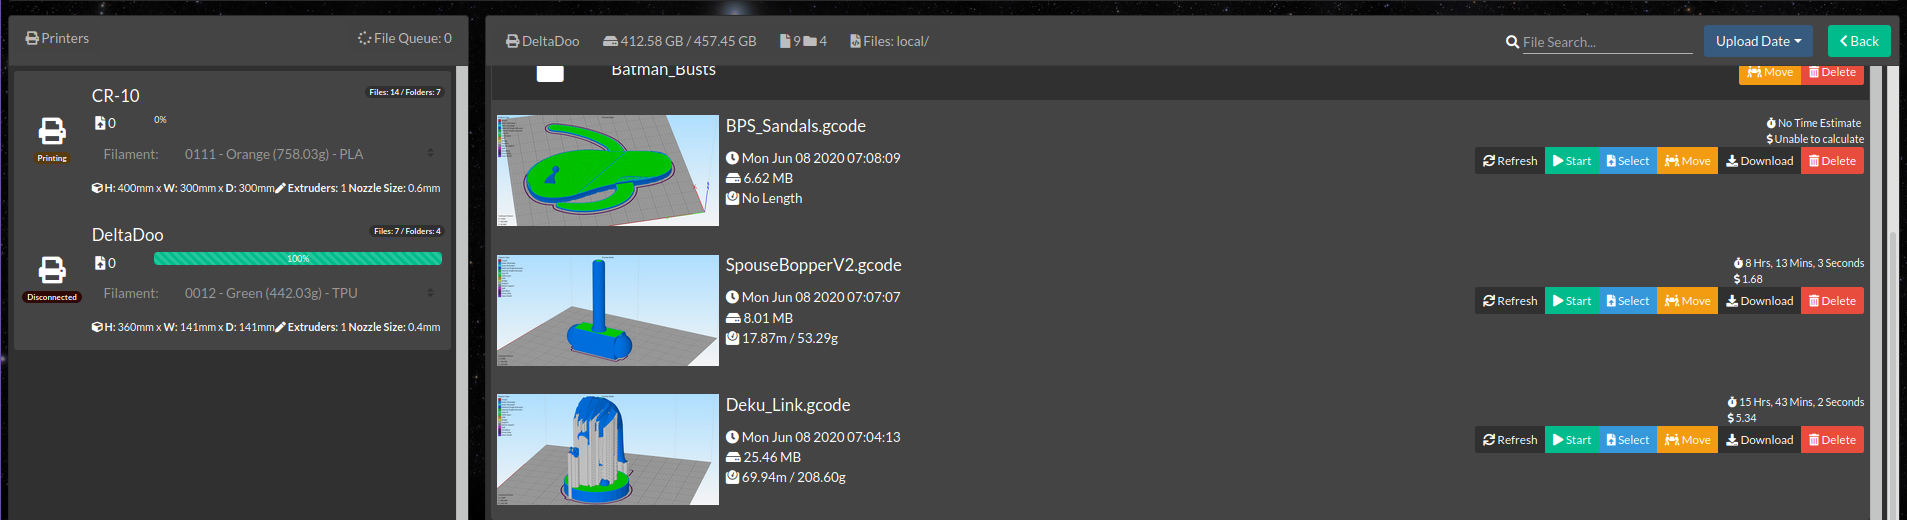 Printers
File Queue: 0
CR-10
Files: 14 / Folders: 7
0
0%
Printing
Filament:
0111 - Orange (758.03g) - PLA
H: 400mm x W: 300mm x D: 300mm
Extruders: 1 Nozzle Size: 0.6mm
DeltaDoo
Files: 7 / Folders: 4
0
100%
Disconnected
Filament:
0012 - Green (442.03g) - TPU
H: 360mm x W: 141mm x D: 141mm
Extruders: 1 Nozzle Size: 0.4mm
DeltaDoo
412.58 GB / 457.45 GB
9
4
Files: local/
File Search...
Upload Date
Back
Batman_Busts
Move
Delete
BPS_Sandals.gcode
Mon Jun 08 2020 07:08:09
6.62 MB
No Length
No Time Estimate
$ Unable to calculate
Refresh
Start
Select
Move
Download
Delete
SpouseBopperV2.gcode
Mon Jun 08 2020 07:07:07
8.01 MB
17.87m / 53.29g
8 Hrs, 13 Mins, 3 Seconds
$ 1.68
Refresh
Start
Select
Move
Download
Delete
Deku_Link.gcode
Mon Jun 08 2020 07:04:13
25.46 MB
69.94m / 208.60g
15 Hrs, 43 Mins, 2 Seconds
$ 5.34
Refresh
Start
Select
Move
Download
Delete